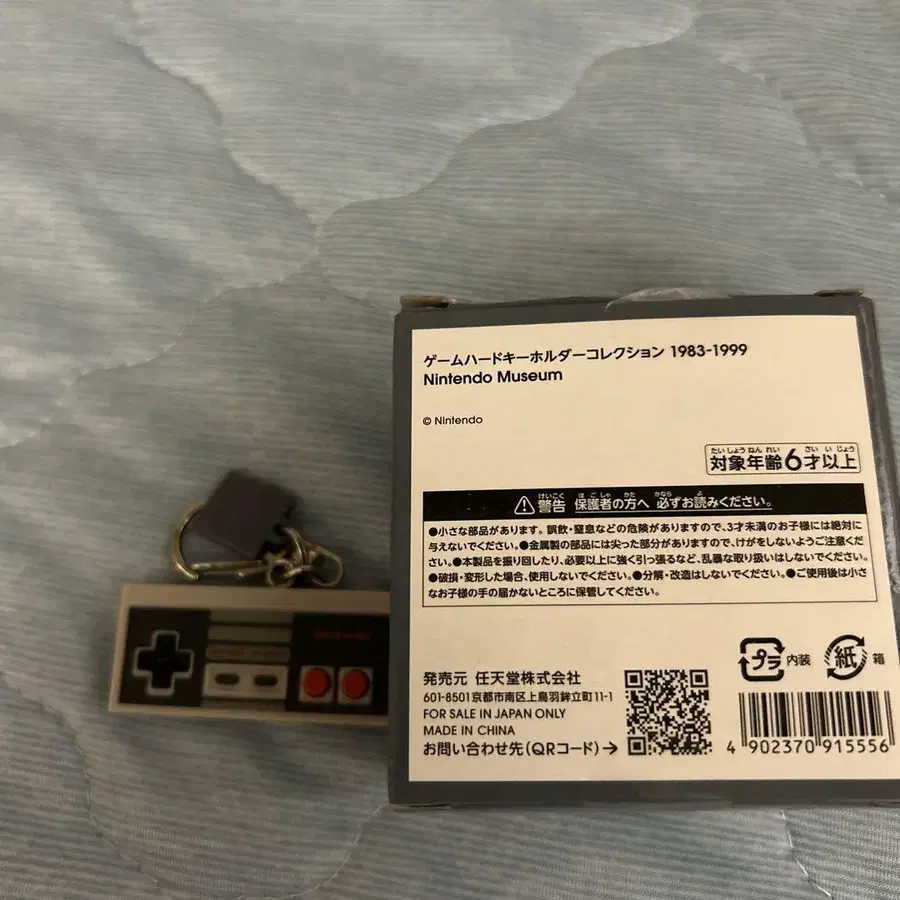 ゲームハードキーホルダーコレクション 1983-1999
Nintendo Museum
© Nintendo
たいしょうねんれい さいいじょう
対象年齢6才以上
けいこく ほごしゃ かた かなら よ
⚠警告 保護者の方へ 必ずお読みください。
●小さな部品があります。誤飲・窒息などの危険がありますので、3才未満のお子様には絶対に
与えないでください。●金属製の部品には尖った部分がありますので、けがをしないようご注意くだ
さい。●本製品を振り回したり、必要以上に強く引っ張るなど、乱暴な取り扱いはしないでください。
●破損・変形した場合、使用しないでください。●分解・改造はしないでください。●ご使用後は小さ
なお子様の手の届かないところに保管してください。
プラ 内装 紙 箱
発売元 任天堂株式会社
601-8501 京都市南区上鳥羽鉾立町11-1
FOR SALE IN JAPAN ONLY
MADE IN CHINA
お問い合わせ先(QRコード)→
4 902370 915556
Nintendo